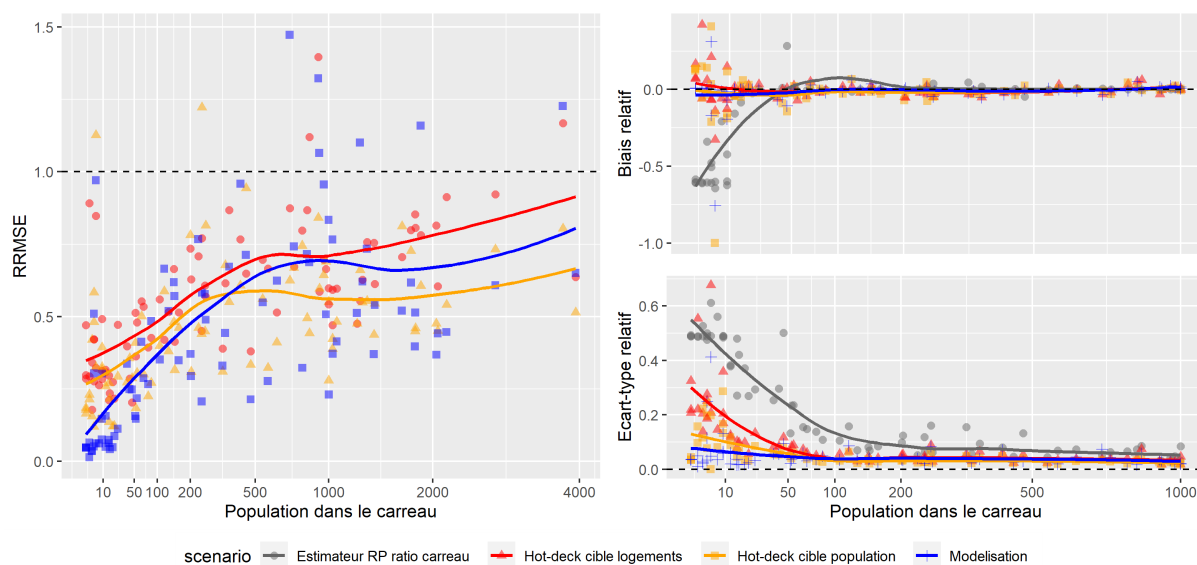 1.5
1.0
0.5
0.0
RRMSE
10 50 100 200 500 1000 2000 4000
Population dans le carreau
0.0
-0.5
-1.0
Biais relatif
0.6
0.4
0.2
0.0
Ecart-type relatif
10 50 100 200 500 1000
Population dans le carreau
scenario Estimateur RP ratio carreau Hot-deck cible logements Hot-deck cible population Modelisation